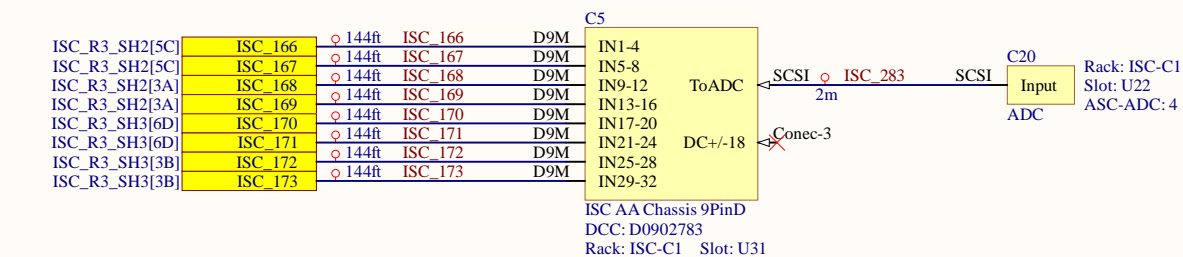 C5
ISC_R3_SH2[5C] ISC_166 144ft ISC_166 D9M IN1-4
ISC_R3_SH2[5C] ISC_167 144ft ISC_167 D9M IN5-8
ISC_R3_SH2[3A] ISC_168 144ft ISC_168 D9M IN9-12
ISC_R3_SH2[3A] ISC_169 144ft ISC_169 D9M IN13-16
ISC_R3_SH3[6D] ISC_170 144ft ISC_170 D9M IN17-20
ISC_R3_SH3[6D] ISC_171 144ft ISC_171 D9M IN21-24
ISC_R3_SH3[3B] ISC_172 144ft ISC_172 D9M IN25-28
ISC_R3_SH3[3B] ISC_173 144ft ISC_173 D9M IN29-32
ToADC SCSI ISC_283 SCSI
2m
DC+/-18 Conec-3
ISC AA Chassis 9PinD
DCC: D0902783
Rack: ISC-C1 Slot: U31
C20
Input
ADC
Rack: ISC-C1
Slot: U22
ASC-ADC: 4